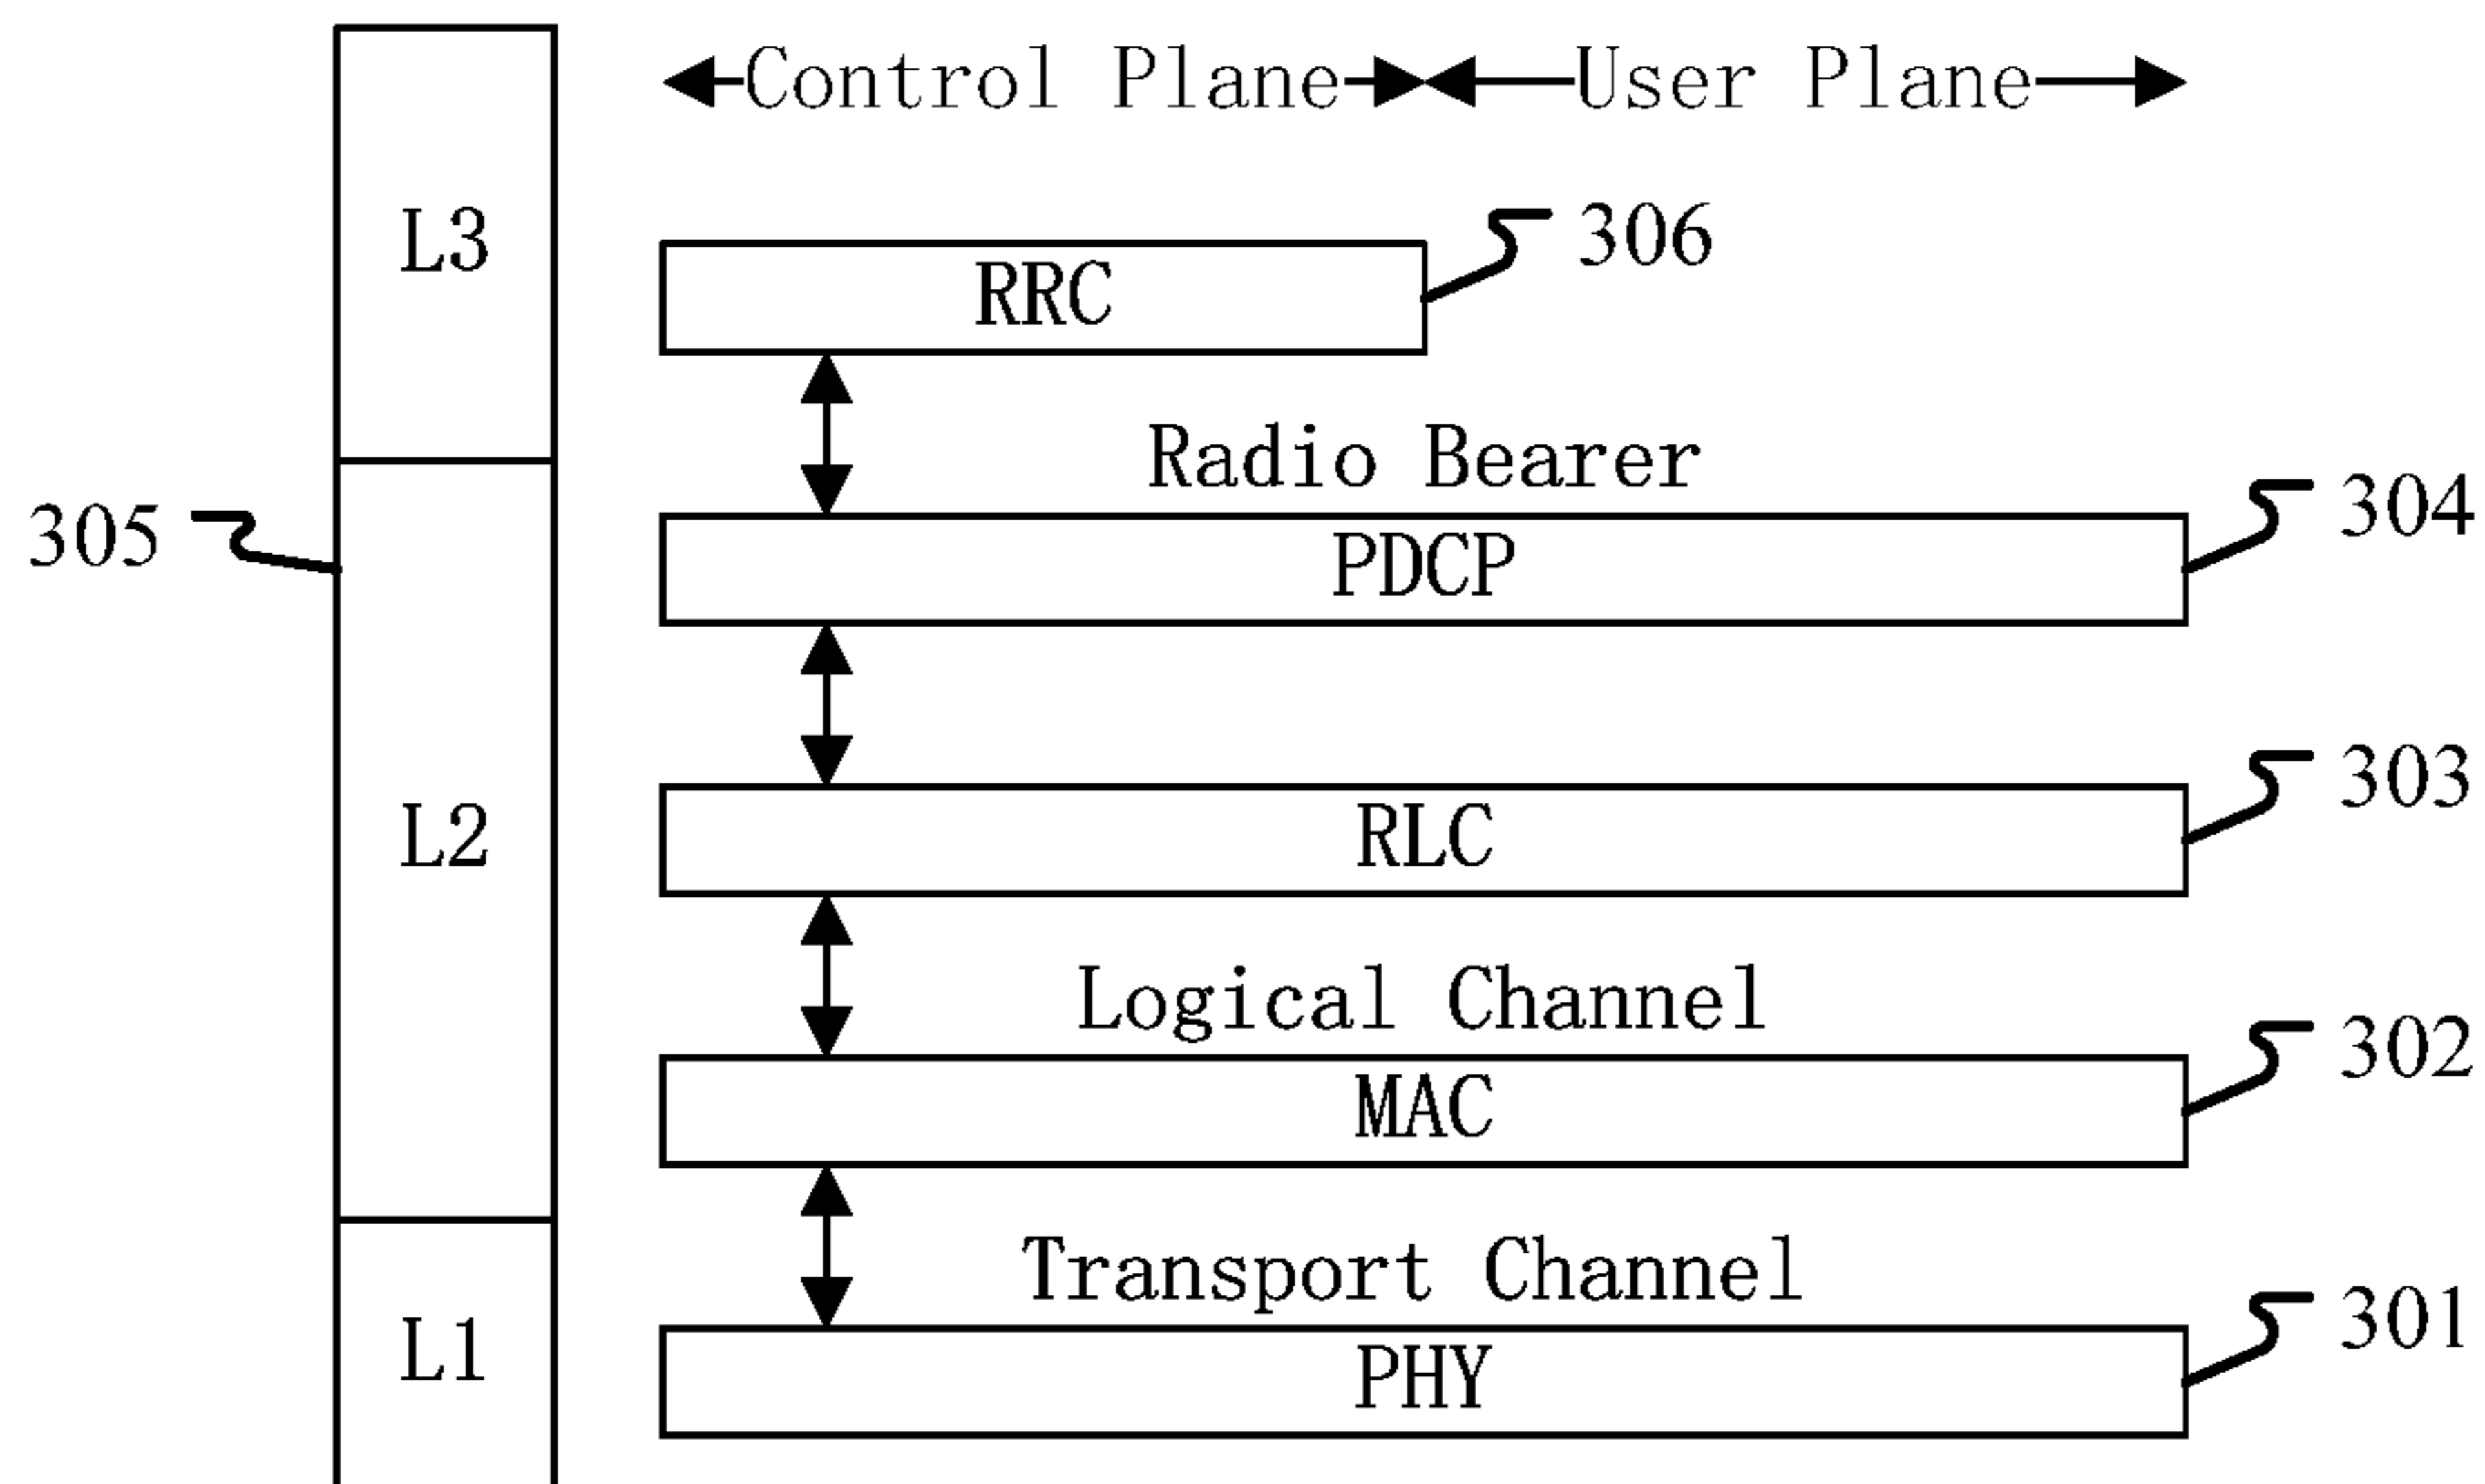 Control Plane User Plane
L3
306
RRC
Radio Bearer
305
304
PDCP
303
L2
RLC
Logical Channel
302
MAC
Transport Channel
301
L1
PHY